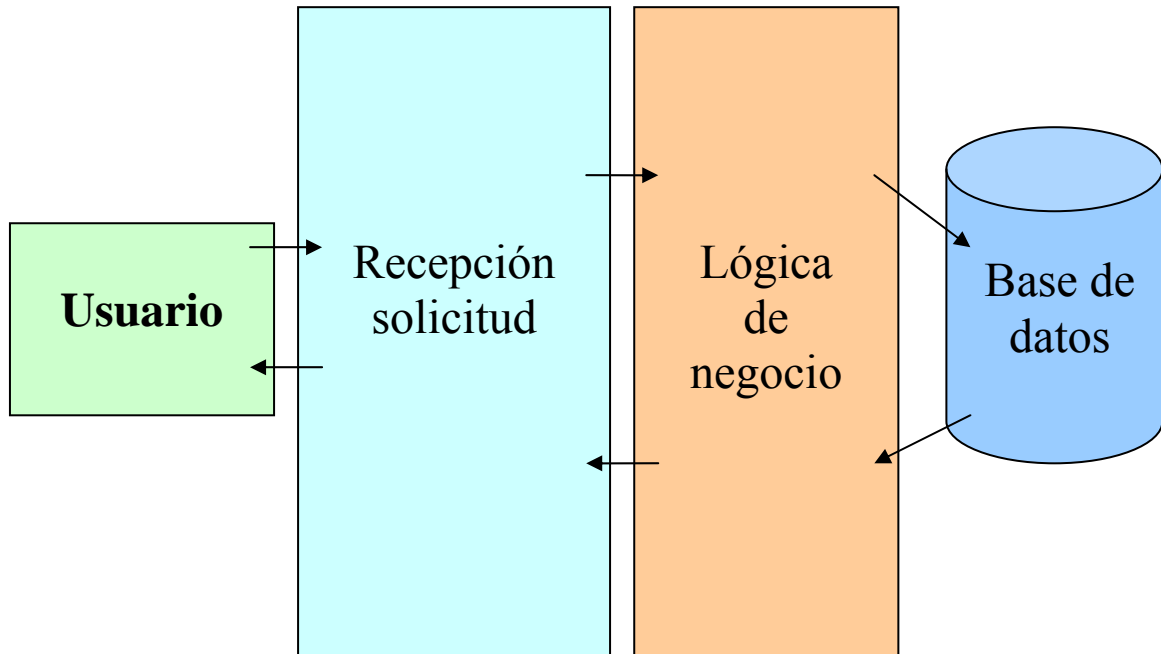 Usuario
Recepción
solicitud
Lógica
de
negocio
Base de
datos